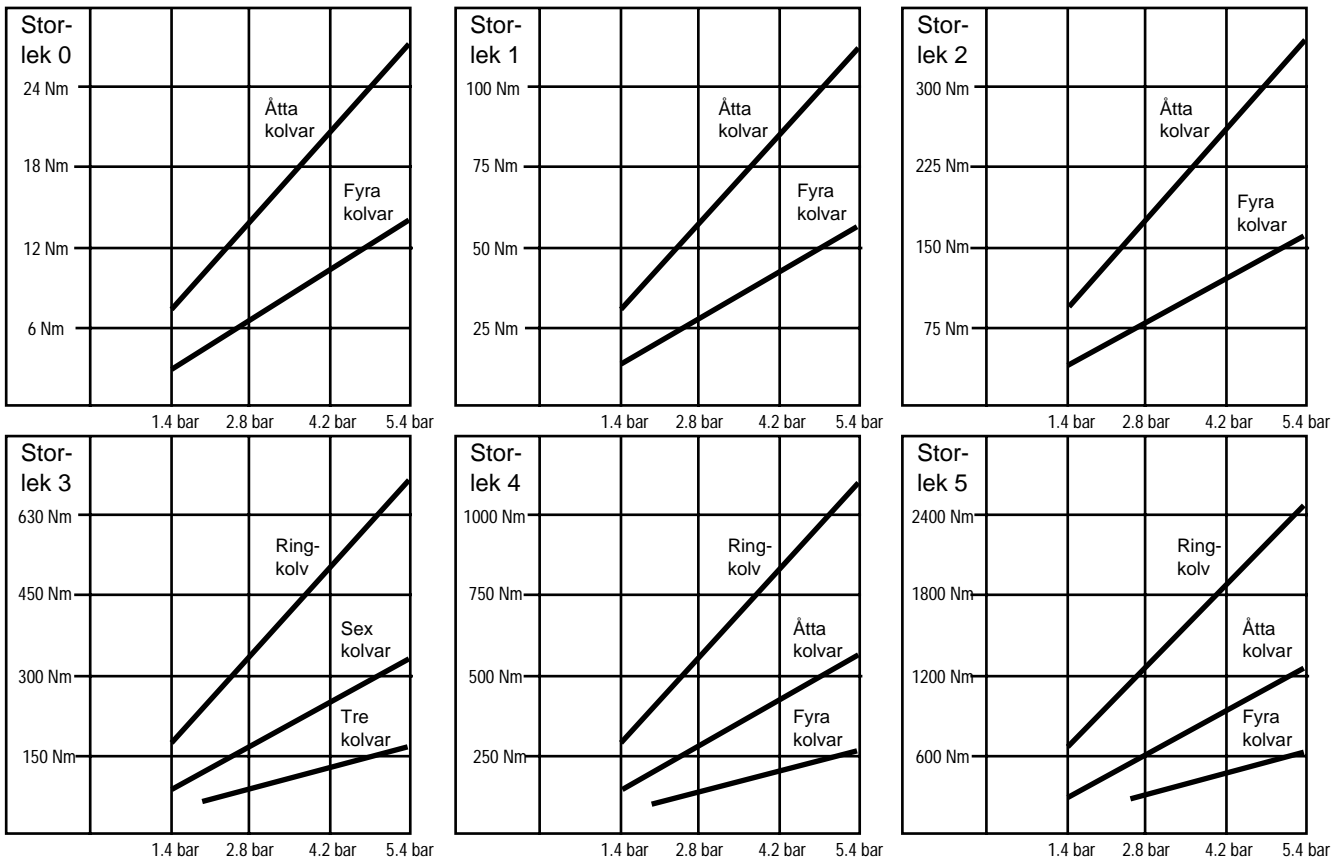 Stor-
lek 0
24 Nm
Åtta
kolvar
18 Nm
Fyra
kolvar
12 Nm
6 Nm
1.4 bar 2.8 bar 4.2 bar 5.4 bar
Stor-
lek 1
100 Nm
Åtta
kolvar
75 Nm
Fyra
kolvar
50 Nm
25 Nm
1.4 bar 2.8 bar 4.2 bar 5.4 bar
Stor-
lek 2
300 Nm
Åtta
kolvar
225 Nm
Fyra
kolvar
150 Nm
75 Nm
1.4 bar 2.8 bar 4.2 bar 5.4 bar
Stor-
lek 3
630 Nm
Ring-
kolv
450 Nm
Sex
kolvar
300 Nm
Tre
kolvar
150 Nm
1.4 bar 2.8 bar 4.2 bar 5.4 bar
Stor-
lek 4
1000 Nm
Ring-
kolv
750 Nm
Åtta
kolvar
500 Nm
Fyra
kolvar
250 Nm
1.4 bar 2.8 bar 4.2 bar 5.4 bar
Stor-
lek 5
2400 Nm
Ring-
kolv
1800 Nm
Åtta
kolvar
1200 Nm
Fyra
kolvar
600 Nm
1.4 bar 2.8 bar 4.2 bar 5.4 bar